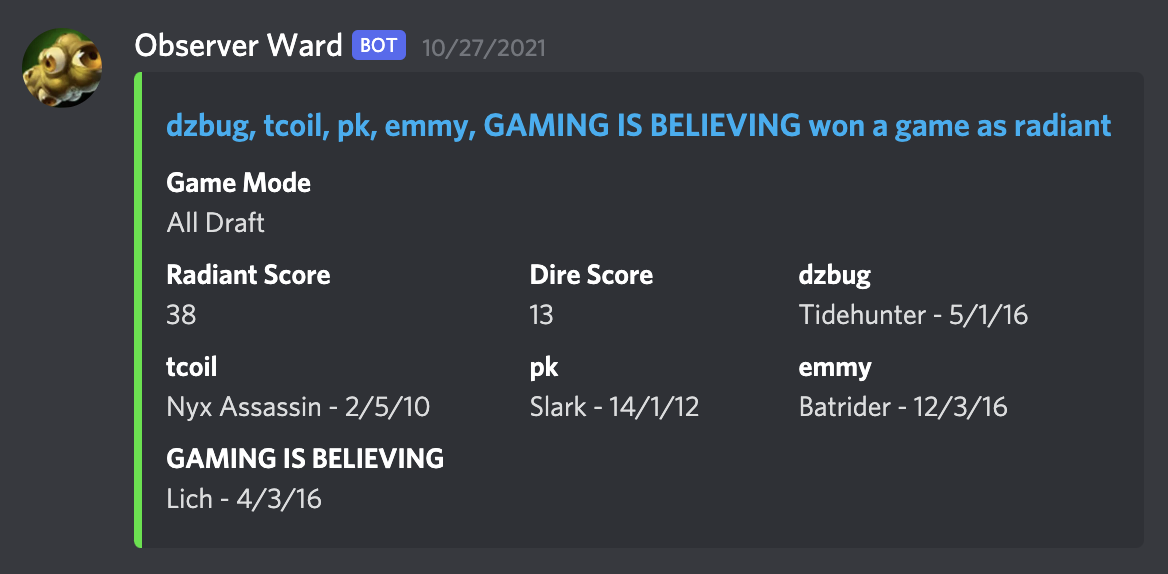 Observer Ward BOT 10/27/2021
dzbug, tcoil, pk, emmy, GAMING IS BELIEVING won a game as radiant
Game Mode
All Draft
Radiant Score Dire Score dzbug
38 13 Tidehunter - 5/1/16
tcoil pk emmy
Nyx Assassin - 2/5/10 Slark - 14/1/12 Batrider - 12/3/16
GAMING IS BELIEVING
Lich - 4/3/16